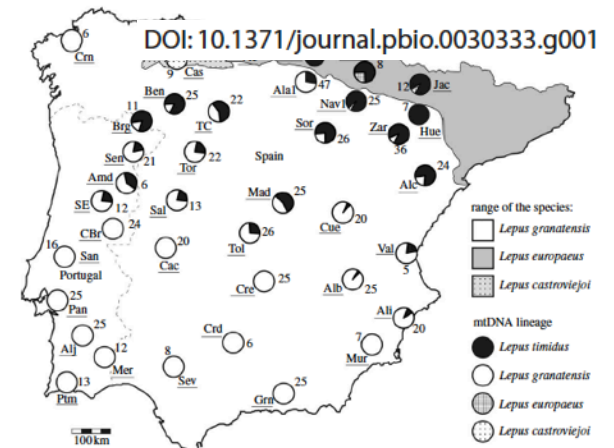 DOI: 10.1371/journal.pbio.0030333.g001
6
Crn
9
Cas
8
Ala1
47
12
Jac
Ben
25
Nav1
25
11
Brg
TC
22
7
Hue
Sor
26
Zar
36
Sen
21
Tor
22
Spain
24
Alc
Amd
6
SE
12
Sal
13
Mad
25
Cue
20
range of the species:
Lepus granatensis
Lepus europaeus
Lepus castroviejoi
CBr
24
Tol
26
16
San
Portugal
20
Cac
Val
5
Pan
25
Cre
25
Alb
25
Ali
20
mtDNA lineage
Lepus timidus
Lepus granatensis
Lepus europaeus
Lepus castroviejoi
25
Alj
12
Mer
Crd
6
7
Mur
8
Sev
13
Ptm
25
Grn
100km